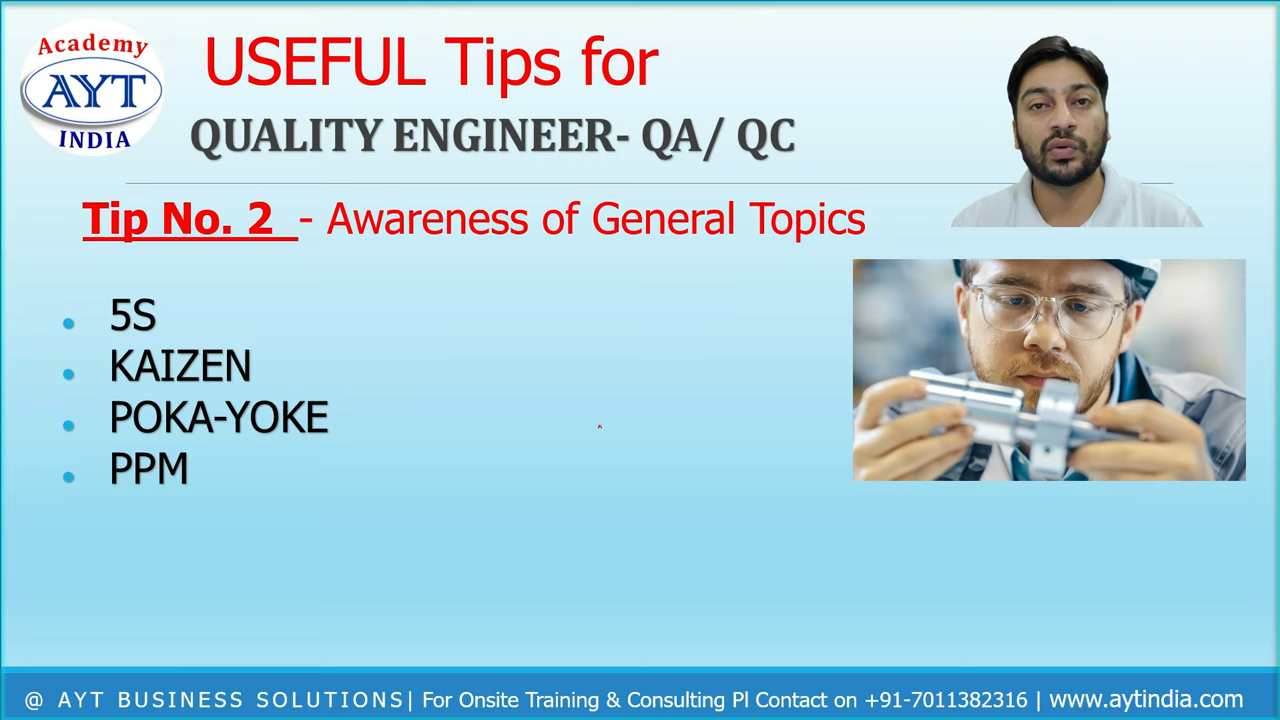 Academy
AYT
INDIA
USEFUL Tips for
QUALITY ENGINEER- QA/ QC
Tip No. 2 - Awareness of General Topics
5S
KAIZEN
POKA-YOKE
PPM
@ AYT BUSINESS SOLUTIONS| For Onsite Training & Consulting Pl Contact on +91-7011382316 | www.aytindia.com